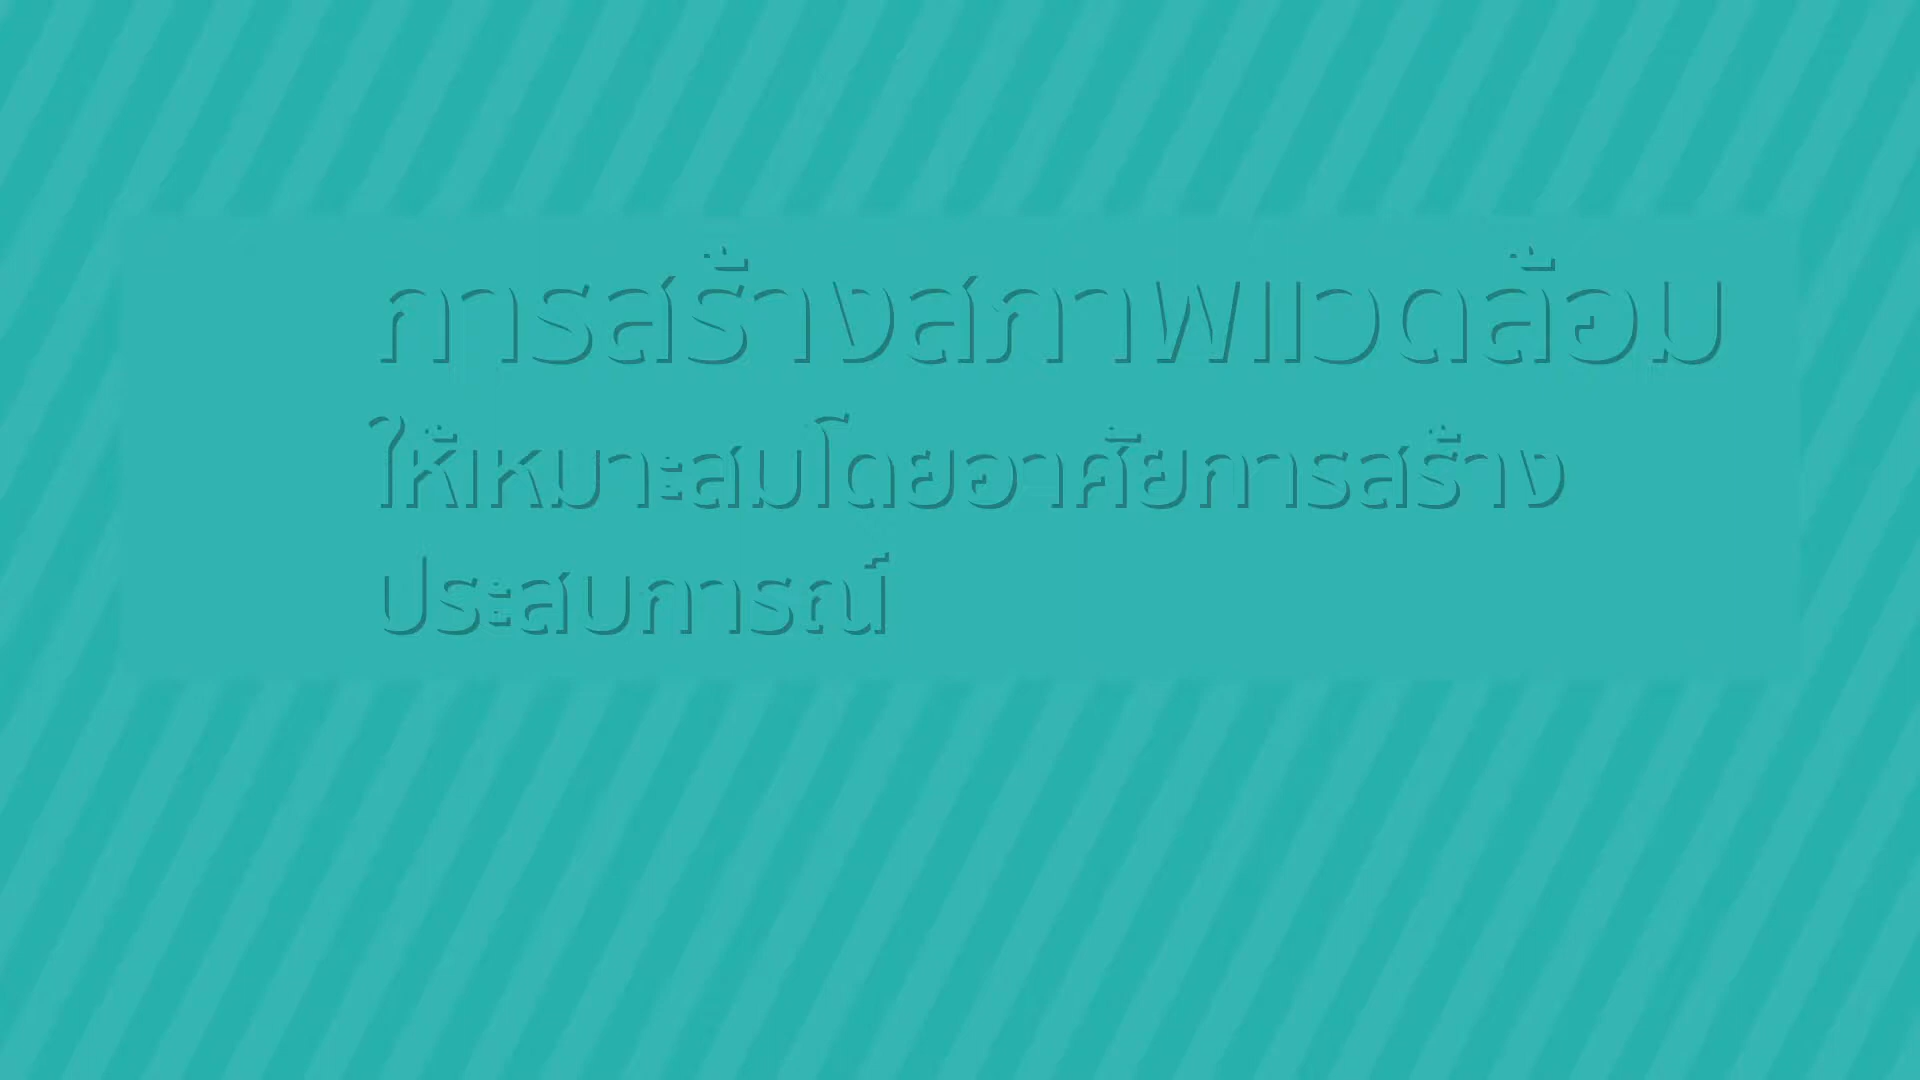 การสร้างสภาพแวดล้อม
ให้เหมาะสมโดยอาศัยการสร้าง
ประสบการณ์